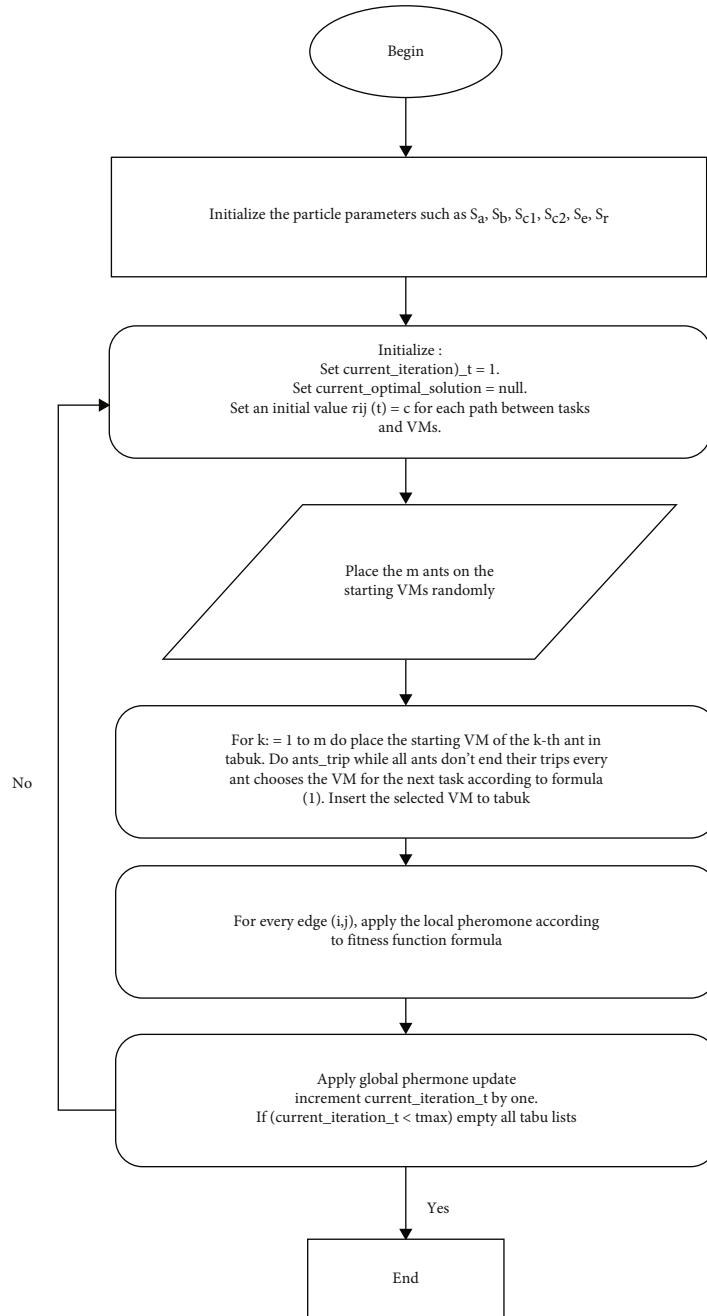 Begin
Initialize the particle parameters such as Sa, Sb, Sc1, Sc2, Se, Sr
Initialize :
Set current_iteration)_t = 1.
Set current_optimal_solution = null.
Set an initial value τij (t) = c for each path between tasks
and VMs.
Place the m ants on the
starting VMs randomly
For k: = 1 to m do place the starting VM of the k-th ant in
tabuk. Do ants_trip while all ants don't end their trips every
ant chooses the VM for the next task according to formula
(1). Insert the selected VM to tabuk
No
For every edge (i,j), apply the local pheromone according
to fitness function formula
Apply global phermone update
increment current_iteration_t by one.
If (current_iteration_t < tmax) empty all tabu lists
Yes
End